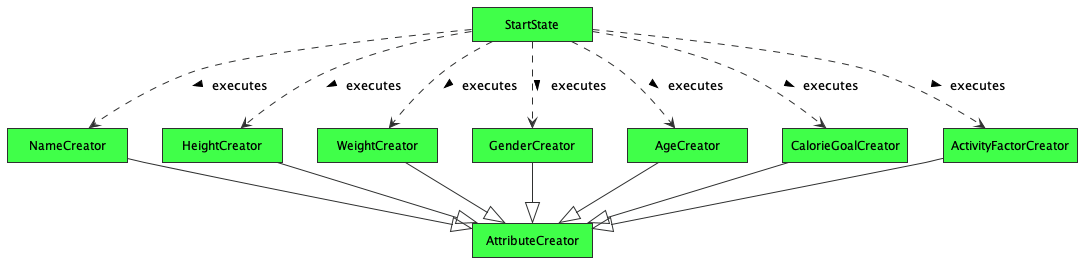 StartState
executes executes executes executes executes executes executes
NameCreator HeightCreator WeightCreator GenderCreator AgeCreator CalorieGoalCreator ActivityFactorCreator
AttributeCreator